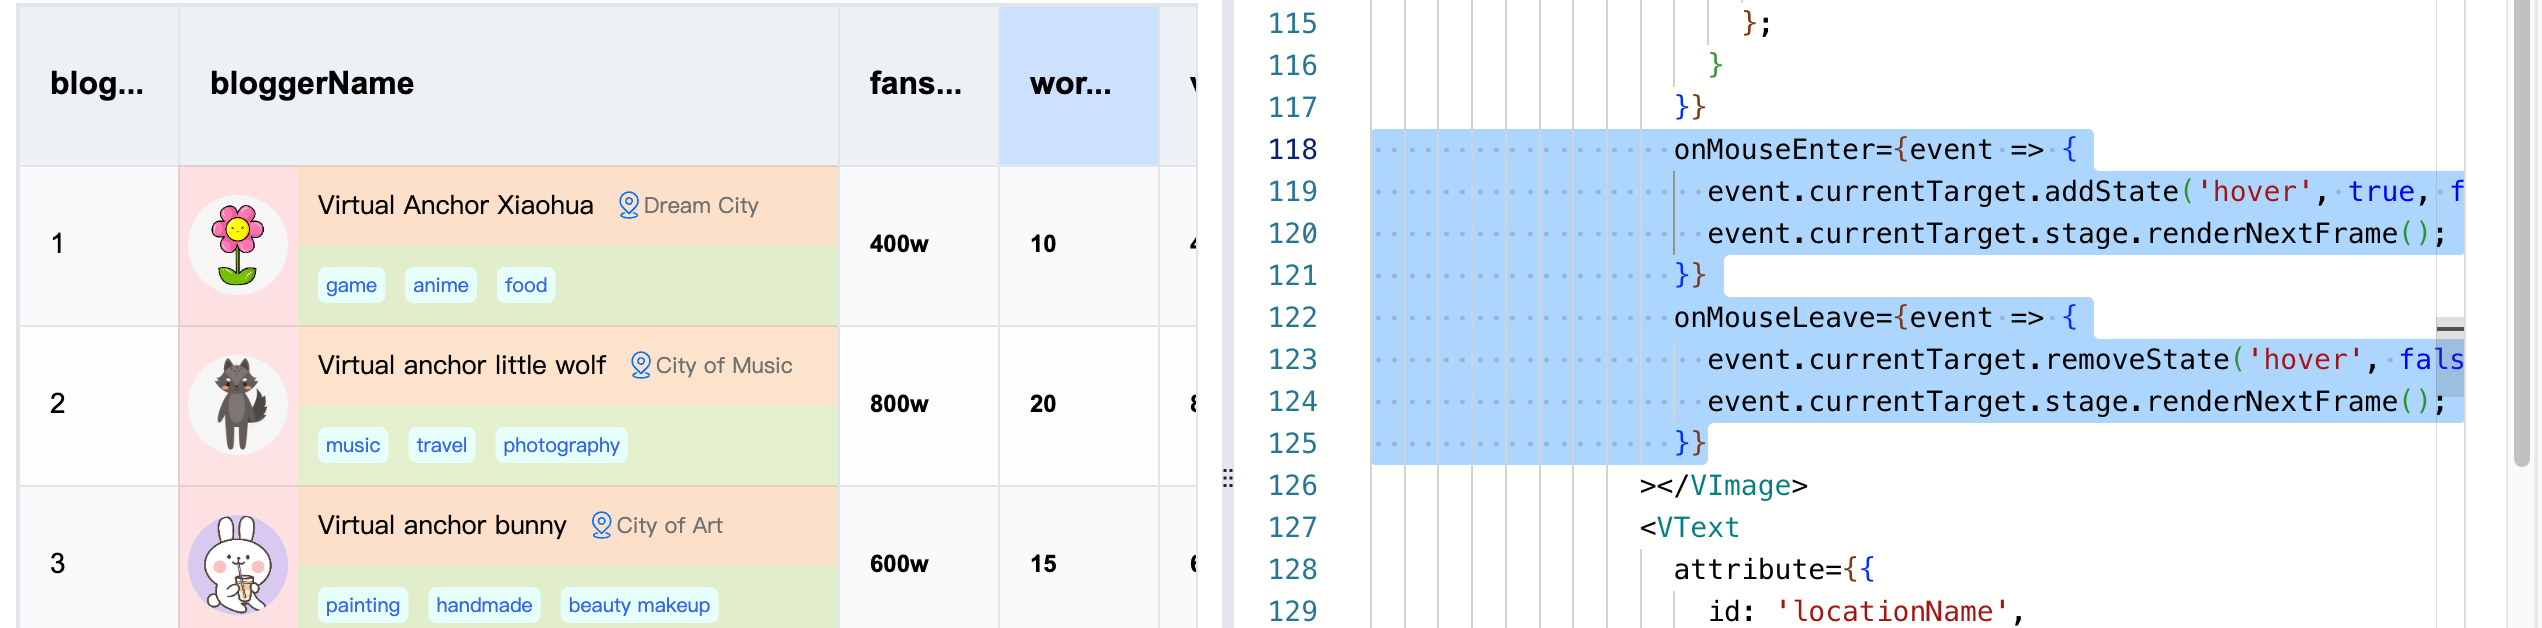 blog... bloggerName fans... wor...
1 Virtual Anchor Xiaohua Dream City 400w 10
game anime food
2 Virtual anchor little wolf City of Music 800w 20
music travel photography
3 Virtual anchor bunny City of Art 600w 15
painting handmade beauty makeup
115 };
116 }
117 }}
118 onMouseEnter={event => {
119 event.currentTarget.addState('hover', true, f
120 event.currentTarget.stage.renderNextFrame();
121 }}
122 onMouseLeave={event => {
123 event.currentTarget.removeState('hover', fals
124 event.currentTarget.stage.renderNextFrame();
125 }}
126 ></VImage>
127 <VText
128 attribute={{
129 id: 'locationName',